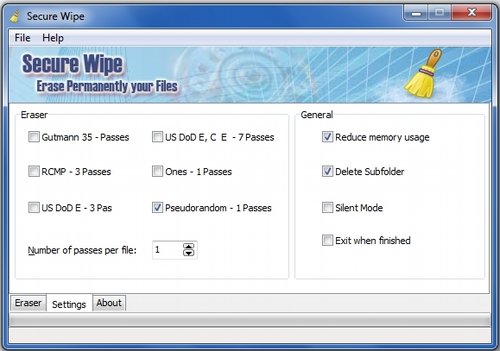 Secure Wipe
File Help
Secure Wipe
Erase Permanently your Files
Eraser
General
Gutmann 35 - Passes
US DoD E, C E - 7 Passes
Reduce memory usage
RCMP - 3 Passes
Ones - 1 Passes
Delete Subfolder
US DoD E - 3 Pas
Pseudorandom - 1 Passes
Silent Mode
Number of passes per file: 1
Exit when finished
Eraser Settings About